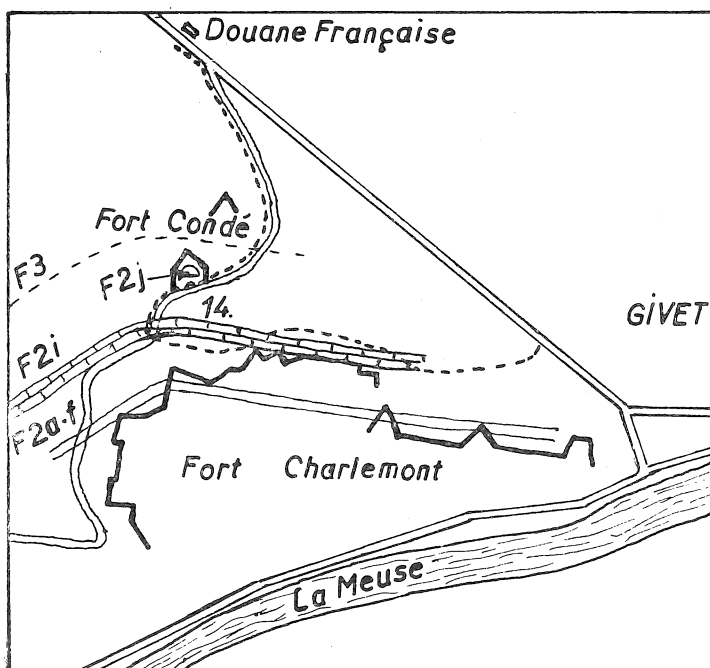 Douane Française
Fort Condé
F3
F2j
14.
GIVET
F2i
F2a-f
Fort Charlemont
La Meuse